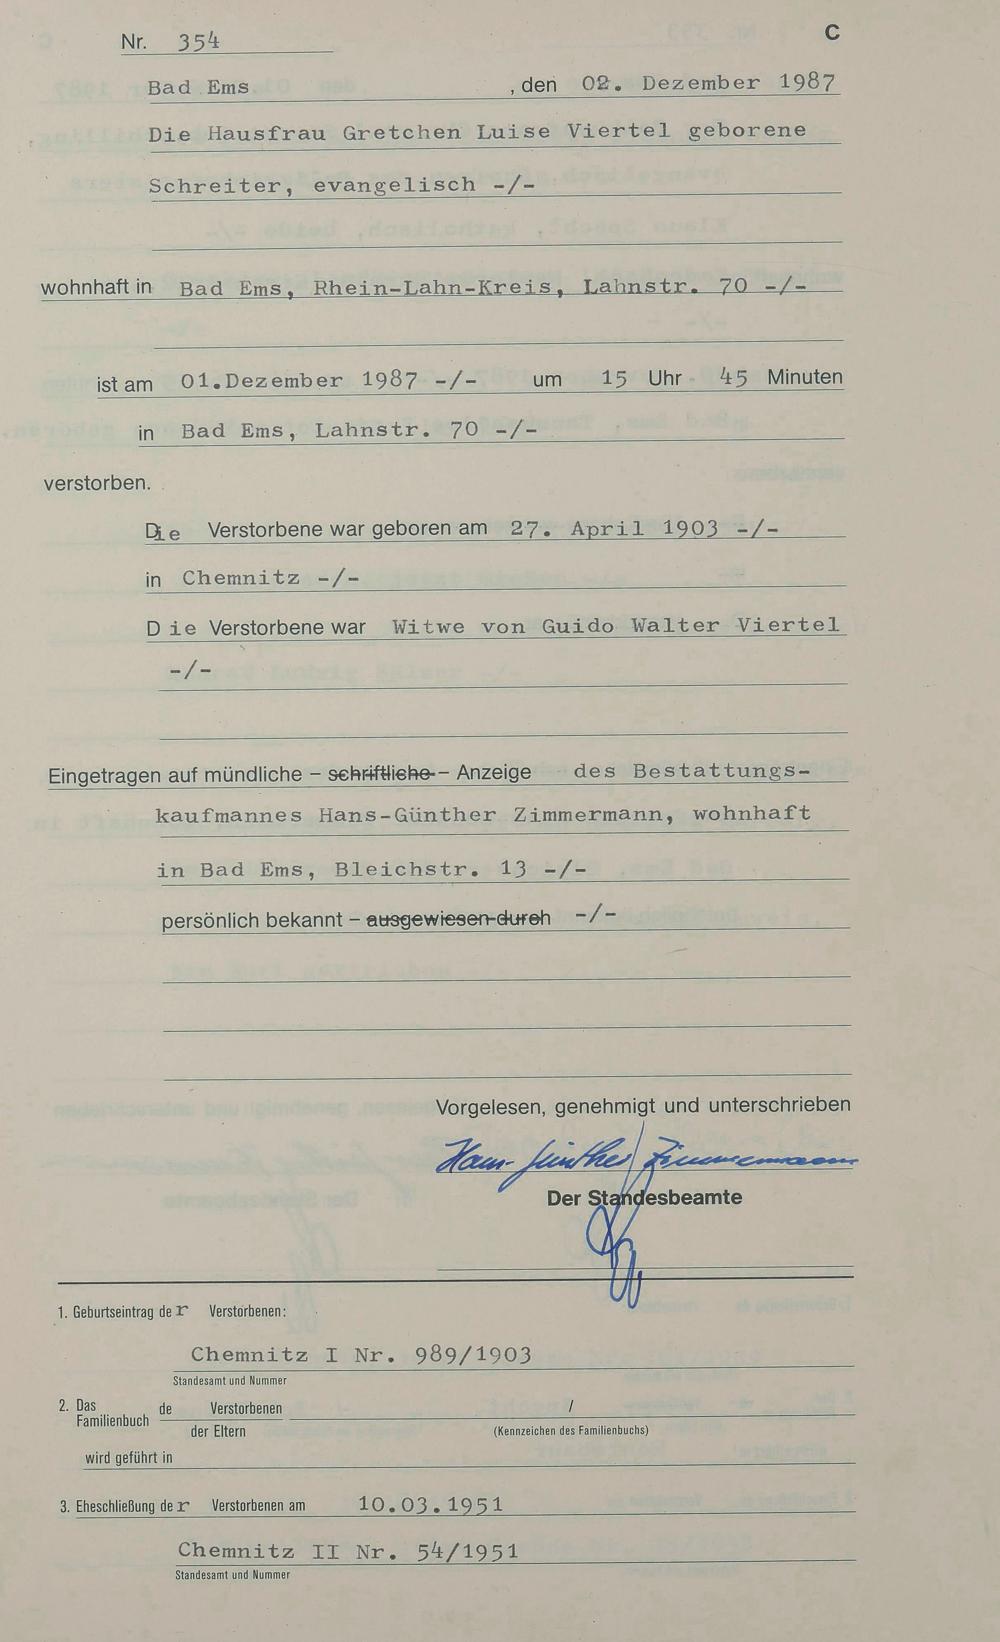 C
Nr. 354
Bad Ems , den 02. Dezember 1987
Die Hausfrau Gretchen Luise Viertel geborene
Schreiter, evangelisch -/-
wohnhaft in Bad Ems, Rhein-Lahn-Kreis, Lahnstr. 70 -/-
ist am 01.Dezember 1987 -/- um 15 Uhr 45 Minuten
in Bad Ems, Lahnstr. 70 -/-
verstorben.
Die Verstorbene war geboren am 27. April 1903 -/-
in Chemnitz -/-
Die Verstorbene war Witwe von Guido Walter Viertel
-/-
Eingetragen auf mündliche – schriftliche – Anzeige des Bestattungs-
kaufmannes Hans-Günther Zimmermann, wohnhaft
in Bad Ems, Bleichstr. 13 -/-
persönlich bekannt – ausgewiesen durch -/-
Vorgelesen, genehmigt und unterschrieben
Hans-Günther Zimmermann
Der Standesbeamte
1. Geburtseintrag der Verstorbenen:
Chemnitz I Nr. 989/1903
Standesamt und Nummer
2. Das Familienbuch de Verstorbenen /
der Eltern (Kennzeichen des Familienbuchs)
wird geführt in
3. Eheschließung der Verstorbenen am 10.03.1951
Chemnitz II Nr. 54/1951
Standesamt und Nummer